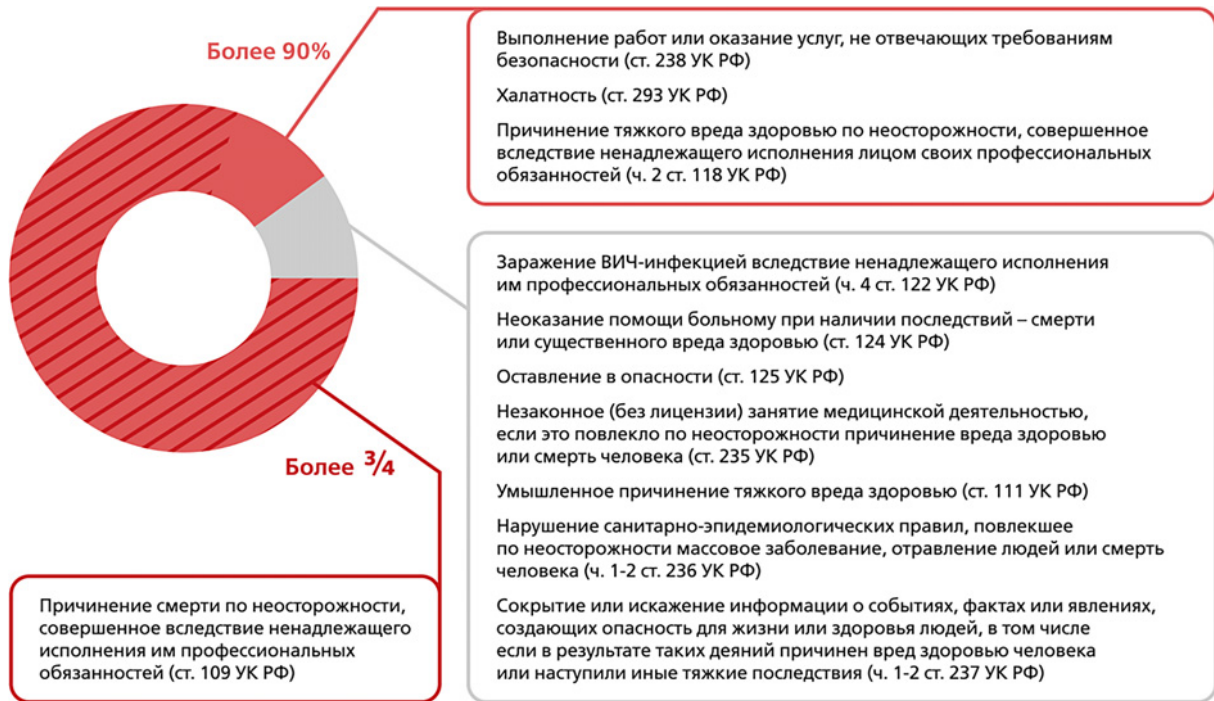 Более 90%
Выполнение работ или оказание услуг, не отвечающих требованиям
безопасности (ст. 238 УК РФ)
Халатность (ст. 293 УК РФ)
Причинение тяжкого вреда здоровью по неосторожности, совершенное
вследствие ненадлежащего исполнения лицом своих профессиональных
обязанностей (ч. 2 ст. 118 УК РФ)
Заражение ВИЧ-инфекцией вследствие ненадлежащего исполнения
им профессиональных обязанностей (ч. 4 ст. 122 УК РФ)
Неоказание помощи больному при наличии последствий – смерти
или существенного вреда здоровью (ст. 124 УК РФ)
Оставление в опасности (ст. 125 УК РФ)
Незаконное (без лицензии) занятие медицинской деятельностью,
если это повлекло по неосторожности причинение вреда здоровью
или смерть человека (ст. 235 УК РФ)
Умышленное причинение тяжкого вреда здоровью (ст. 111 УК РФ)
Нарушение санитарно-эпидемиологических правил, повлекшее
по неосторожности массовое заболевание, отравление людей или смерть
человека (ч. 1-2 ст. 236 УК РФ)
Сокрытие или искажение информации о событиях, фактах или явлениях,
создающих опасность для жизни или здоровья людей, в том числе
если в результате таких деяний причинен вред здоровью человека
или наступили иные тяжкие последствия (ч. 1-2 ст. 237 УК РФ)
Более ¾
Причинение смерти по неосторожности,
совершенное вследствие ненадлежащего
исполнения им профессиональных
обязанностей (ст. 109 УК РФ)